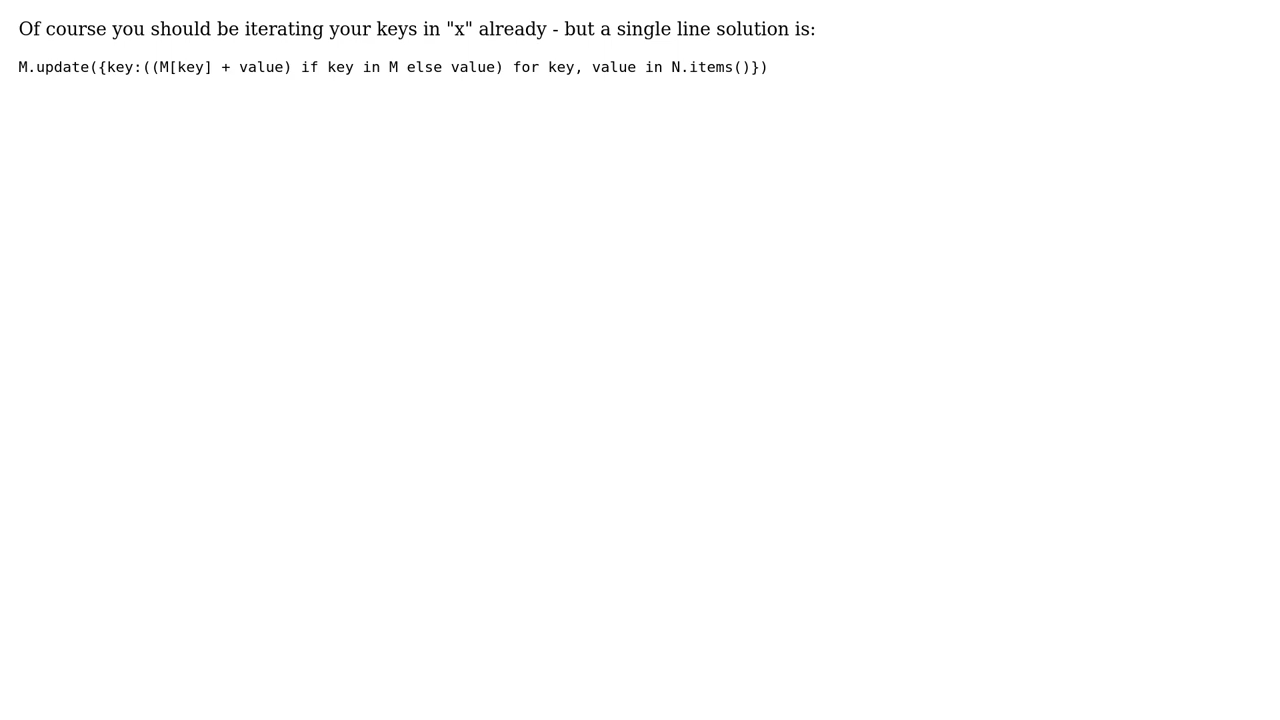 Of course you should be iterating your keys in "x" already - but a single line solution is:
M.update({key:((M[key] + value) if key in M else value) for key, value in N.items()})